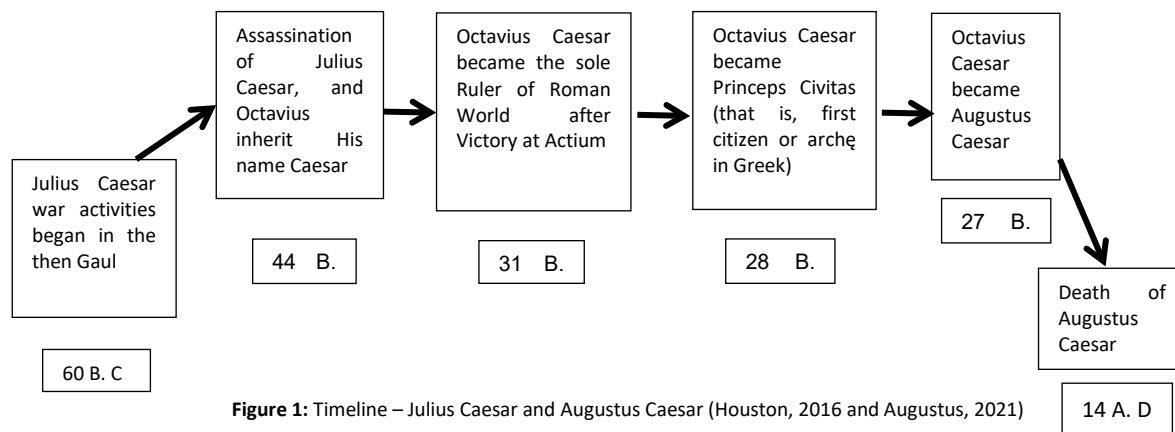 Julius Caesar
war activities
began in the
then Gaul
60 B. C
Assassination
of Julius
Caesar, and
Octavius
inherit His
name Caesar
44 B.
Octavius Caesar
became the sole
Ruler of Roman
World after
Victory at Actium
31 B.
Octavius Caesar
became
Princeps Civitas
(that is, first
citizen or archę
in Greek)
28 B.
Octavius
Caesar
became
Augustus
Caesar
27 B.
Death of
Augustus
Caesar
14 A. D
Figure 1: Timeline – Julius Caesar and Augustus Caesar (Houston, 2016 and Augustus, 2021)